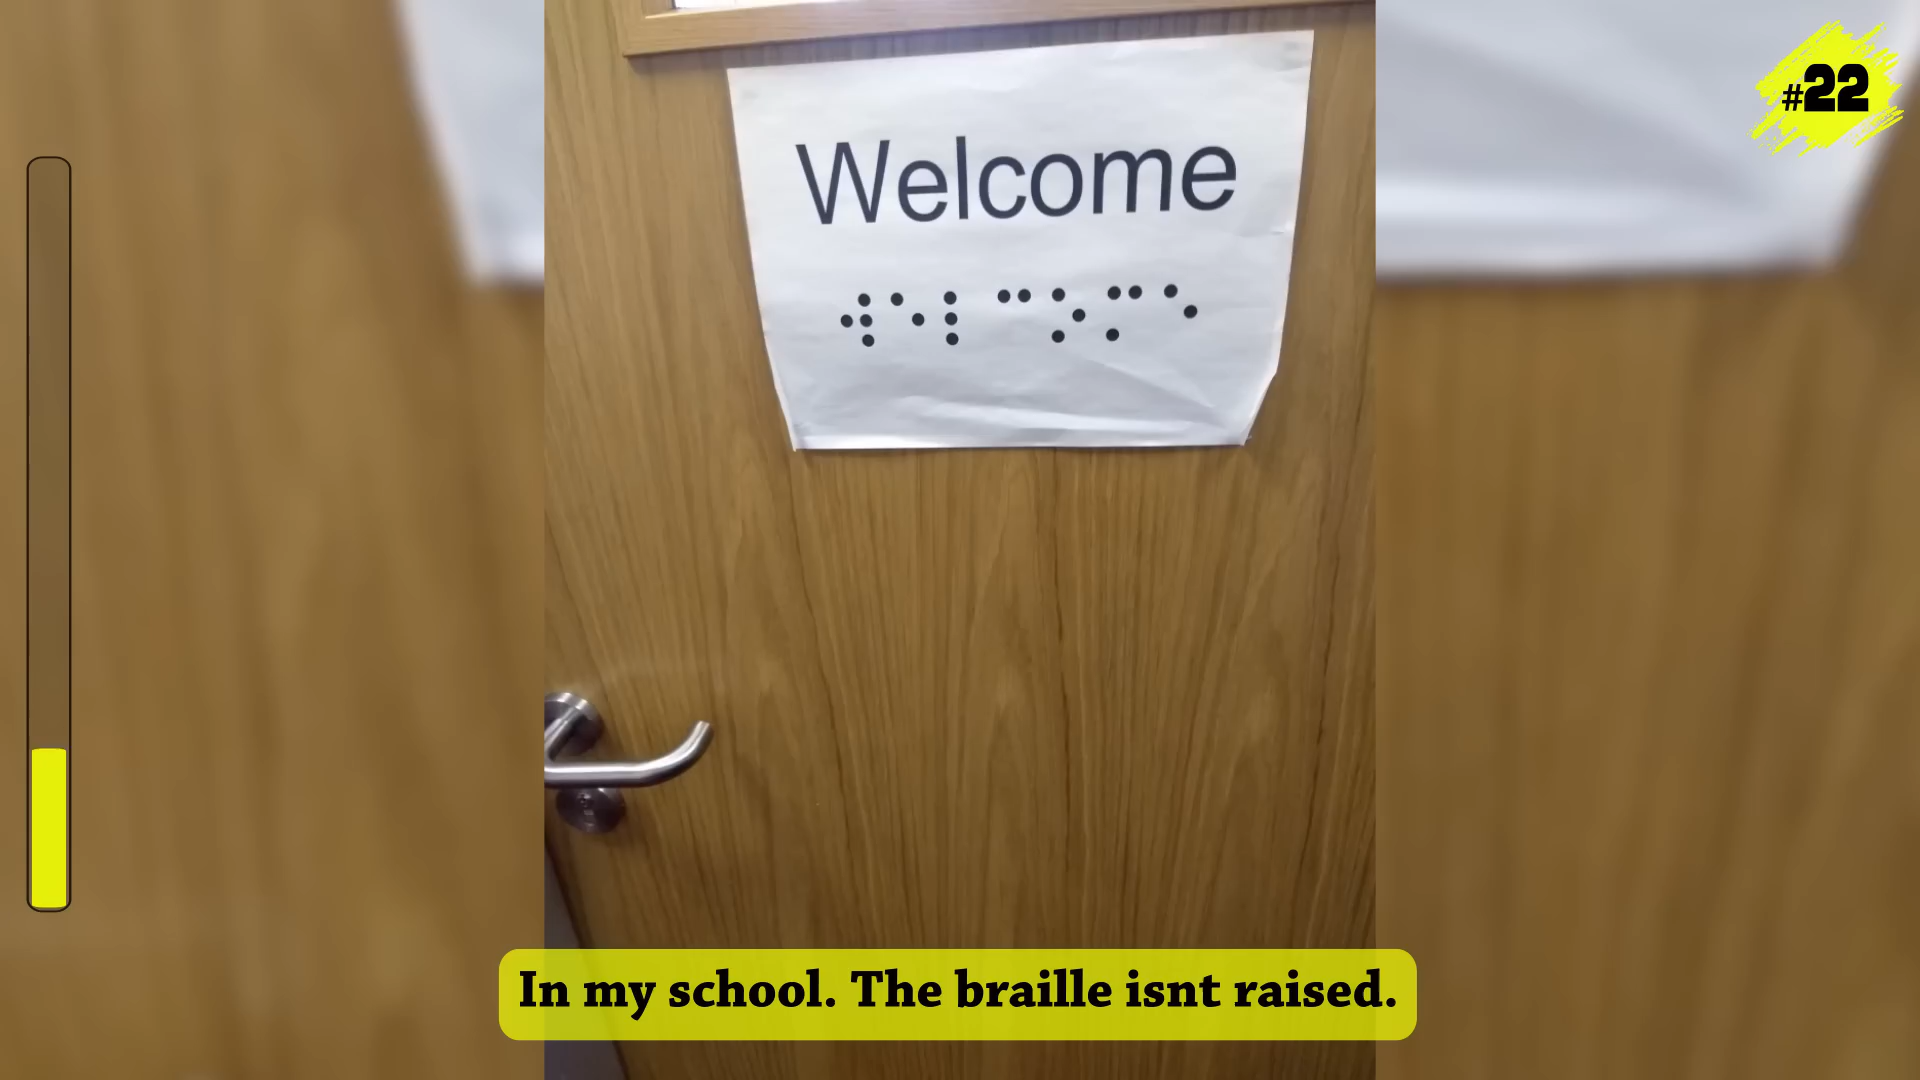 #22
Welcome
⠺⠑⠇⠉⠕⠍⠑
In my school. The braille isnt raised.